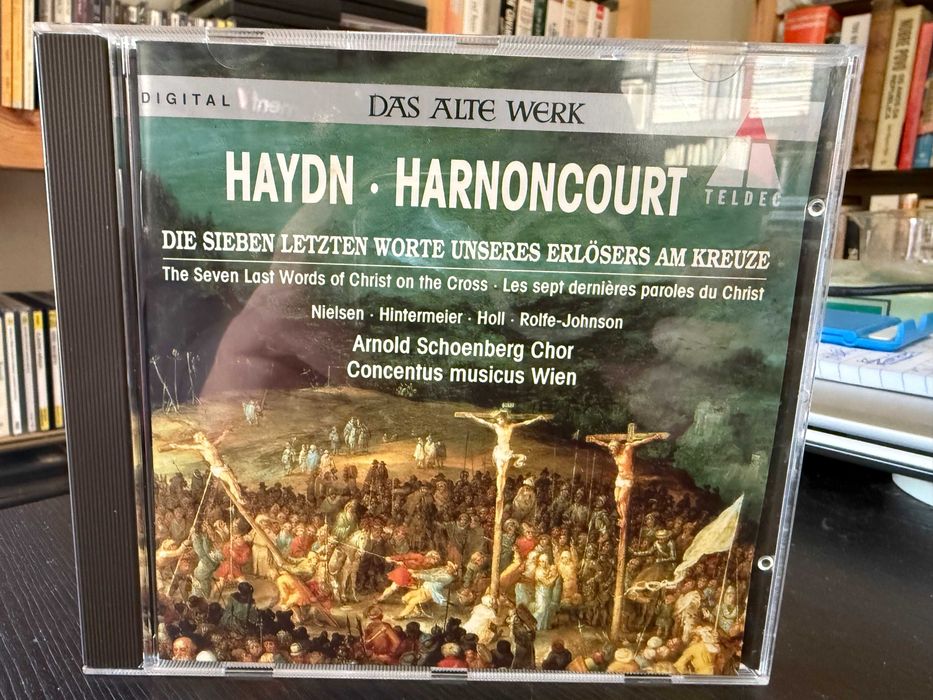 DIGITAL
DAS ALTE WERK
HAYDN · HARNONCOURT
TELDEC
DIE SIEBEN LETZTEN WORTE UNSERES ERLÖSERS AM KREUZE
The Seven Last Words of Christ on the Cross · Les sept dernières paroles du Christ
Nielsen · Hintermeier · Holl · Rolfe-Johnson
Arnold Schoenberg Chor
Concentus musicus Wien